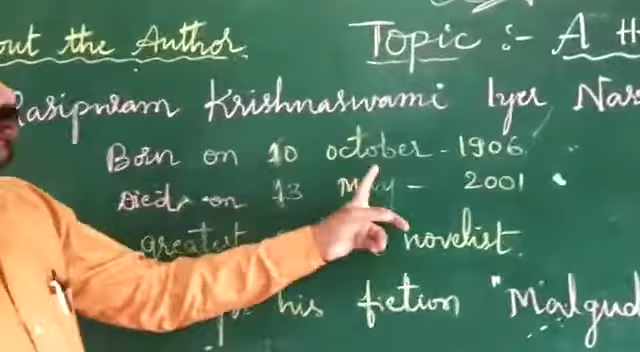 out the Author
Topic :- A H
Rasipuram Krishnaswami Iyer Nar
Born on 10 october - 1906
Died on 13 May - 2001
greatest novelist.
his fiction "Malgud